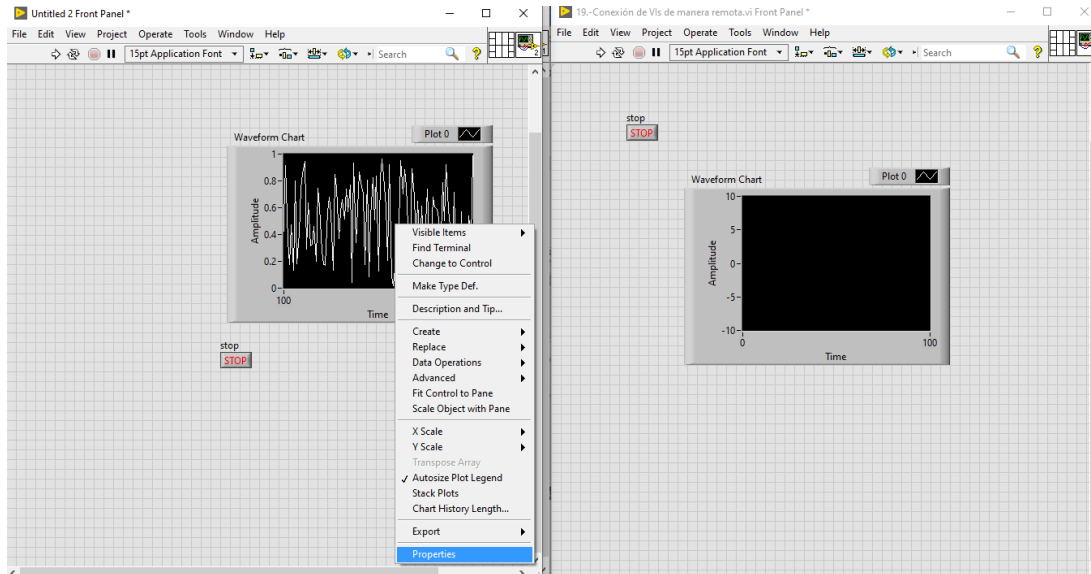 Untitled 2 Front Panel *
File Edit View Project Operate Tools Window Help
15pt Application Font Search
2
Waveform Chart
Plot 0
1
0.8
0.6
0.4
0.2
0
Amplitude
100
Time
stop
STOP
Visible Items
Find Terminal
Change to Control
Make Type Def.
Description and Tip...
Create
Replace
Data Operations
Advanced
Fit Control to Pane
Scale Object with Pane
X Scale
Y Scale
Transpose Array
Autosize Plot Legend
Stack Plots
Chart History Length...
Export
Properties
19.-Conexión de VIs de manera remota.vi Front Panel *
File Edit View Project Operate Tools Window Help
15pt Application Font Search
stop
STOP
Waveform Chart
Plot 0
10
5
0
-5
-10
Amplitude
0 100
Time